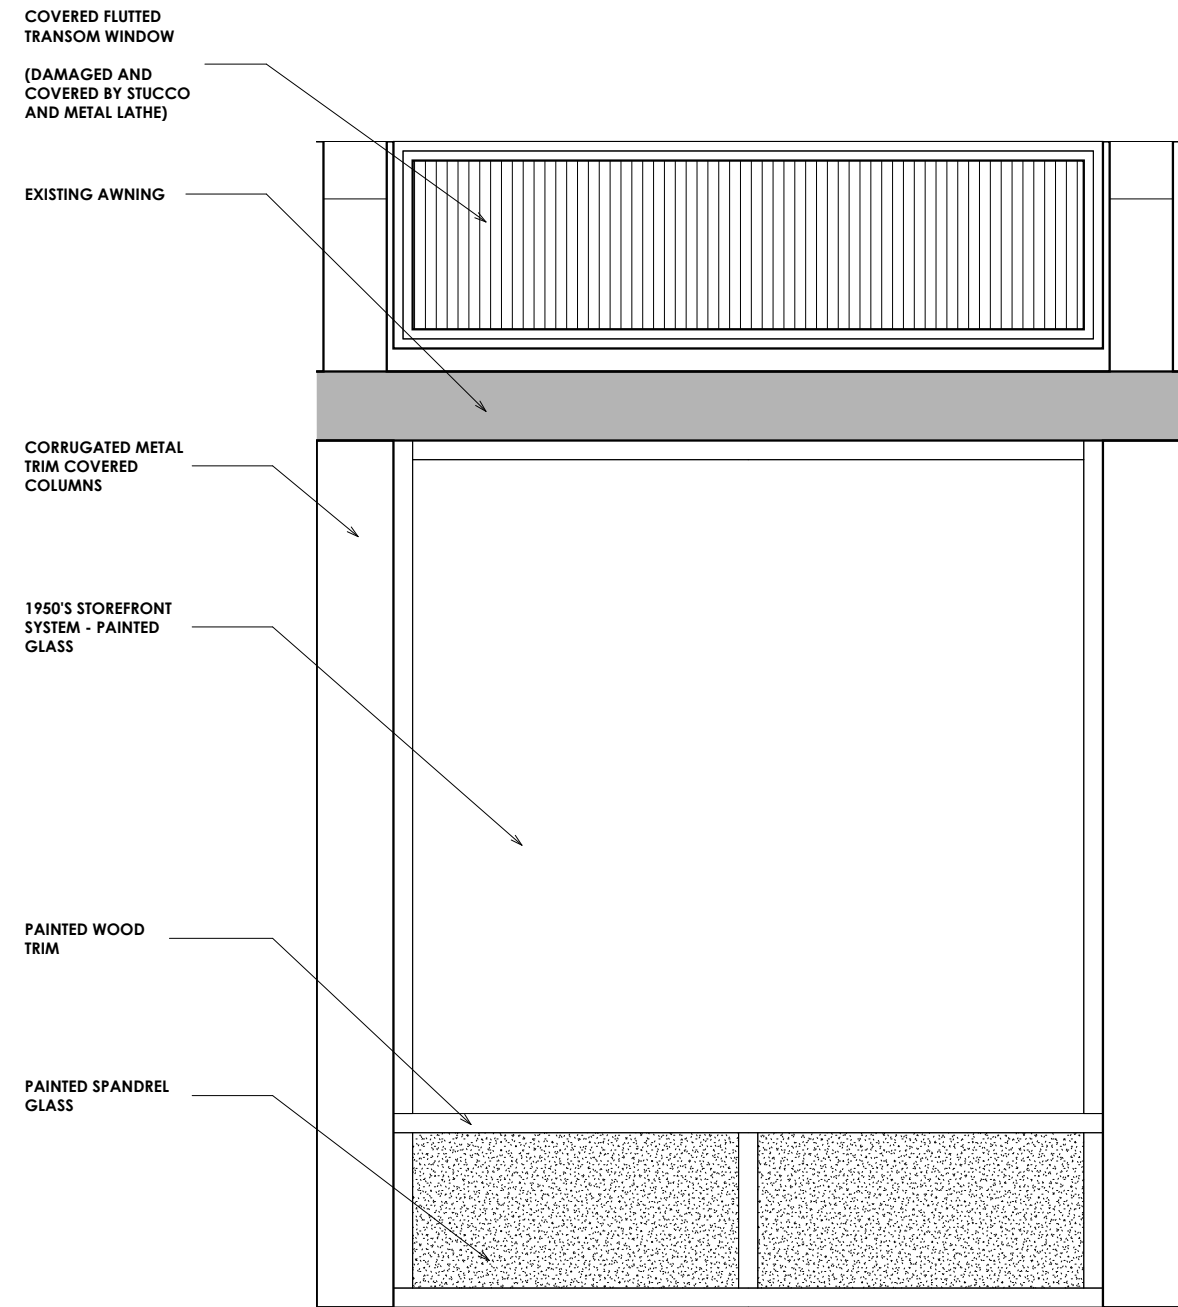 COVERED FLUTTED
TRANSOM WINDOW
(DAMAGED AND
COVERED BY STUCCO
AND METAL LATHE)
EXISTING AWNING
CORRUGATED METAL
TRIM COVERED
COLUMNS
1950'S STOREFRONT
SYSTEM - PAINTED
GLASS
PAINTED WOOD
TRIM
PAINTED SPANDREL
GLASS